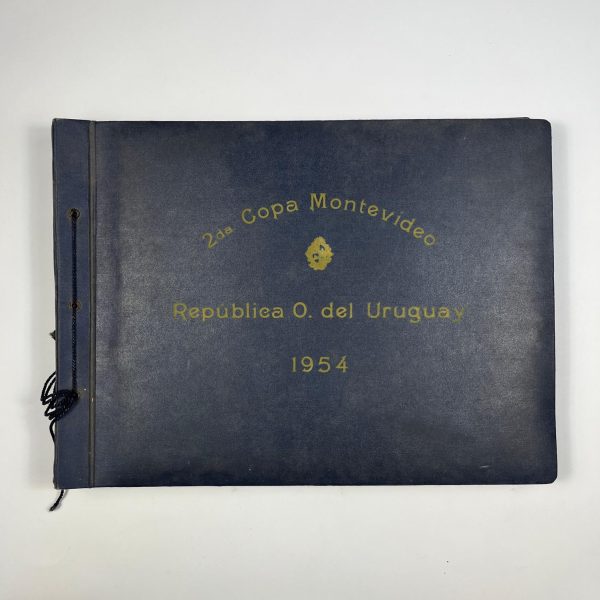 2da Copa Montevideo
República O. del Uruguay
1954